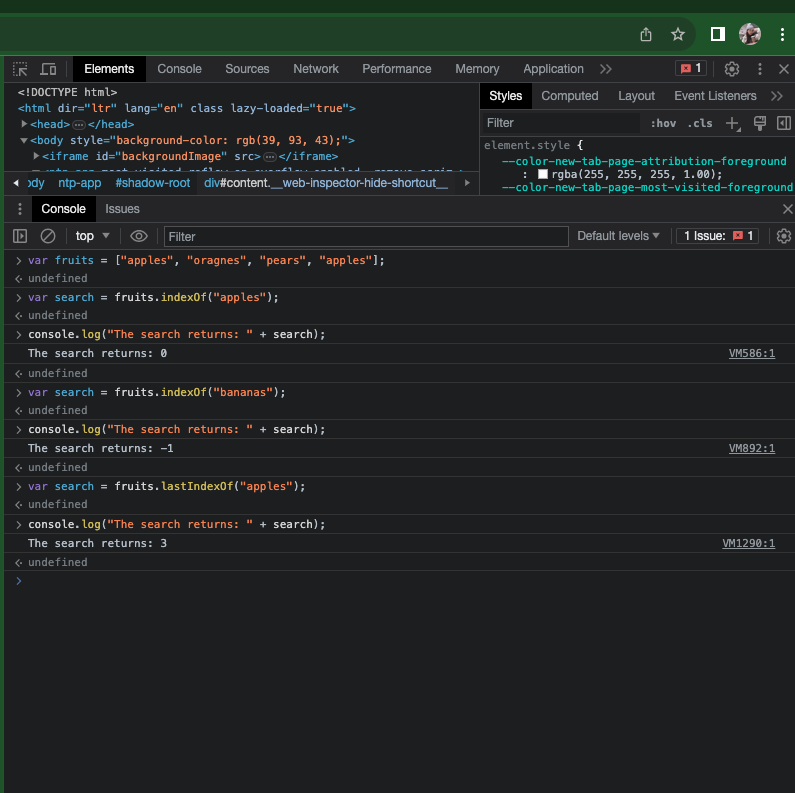 Elements Console Sources Network Performance Memory Application 1
<!DOCTYPE html>
<html dir="ltr" lang="en" class lazy-loaded="true">
<head> </head>
<body style="background-color: rgb(39, 93, 43);">
<iframe id="backgroundImage" src> </iframe>
ody ntp-app #shadow-root div#content.__web-inspector-hide-shortcut__
Styles Computed Layout Event Listeners
Filter :hov .cls
element.style {
--color-new-tab-page-attribution-foreground
: rgba(255, 255, 255, 1.00);
--color-new-tab-page-most-visited-foreground
Console Issues
top Filter Default levels 1 Issue: 1
> var fruits = ["apples", "oragnes", "pears", "apples"];
undefined
> var search = fruits.indexOf("apples");
undefined
> console.log("The search returns: " + search);
The search returns: 0 VM586:1
undefined
> var search = fruits.indexOf("bananas");
undefined
> console.log("The search returns: " + search);
The search returns: -1 VM892:1
undefined
> var search = fruits.lastIndexOf("apples");
undefined
> console.log("The search returns: " + search);
The search returns: 3 VM1290:1
undefined
>